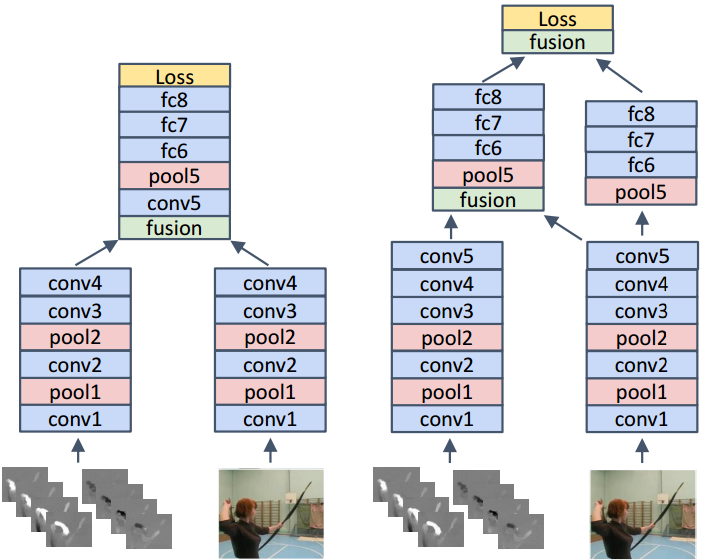 Loss
fc8
fc7
fc6
pool5
conv5
fusion
conv4
conv3
pool2
conv2
pool1
conv1
conv4
conv3
pool2
conv2
pool1
conv1
Loss
fusion
fc8
fc7
fc6
pool5
fusion
fc8
fc7
fc6
pool5
conv5
conv4
conv3
pool2
conv2
pool1
conv1
conv5
conv4
conv3
pool2
conv2
pool1
conv1